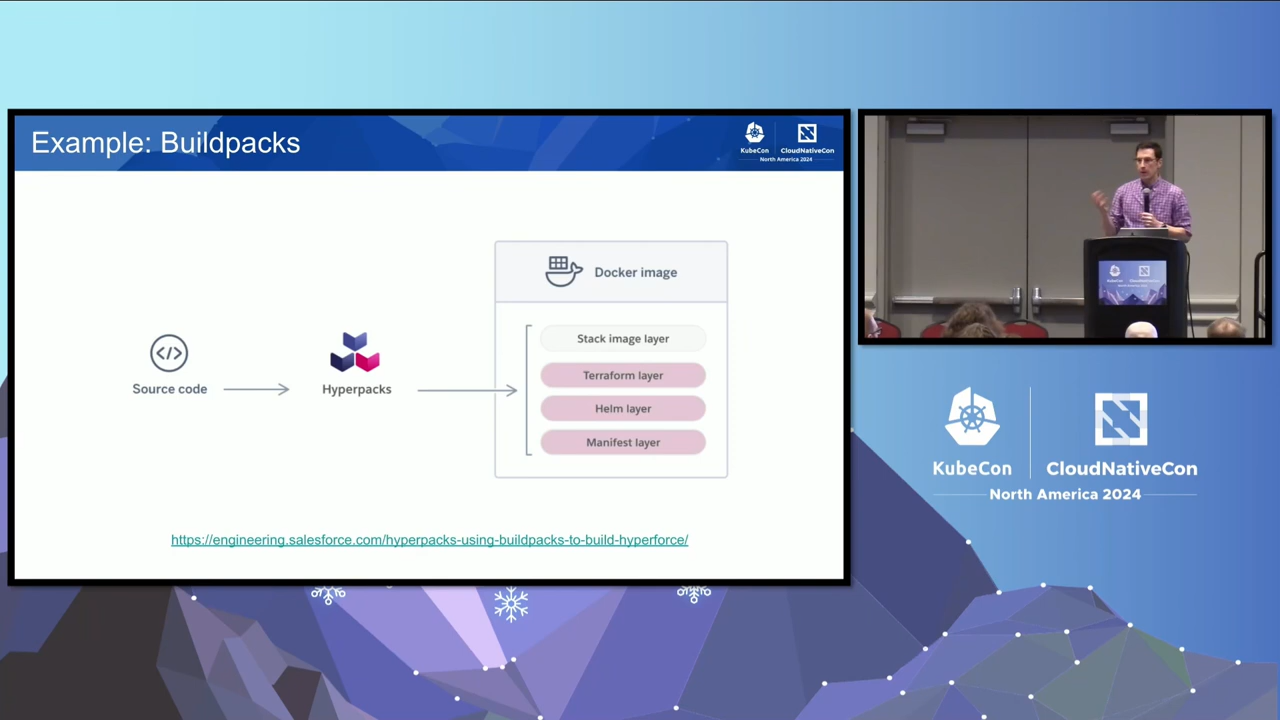 Example: Buildpacks
KubeCon
CloudNativeCon
North America 2024
Docker image
Stack image layer
Terraform layer
Helm layer
Manifest layer
Source code
Hyperpacks
https://engineering.salesforce.com/hyperpacks-using-buildpacks-to-build-hyperforce/
KubeCon
CloudNativeCon
North America 2024